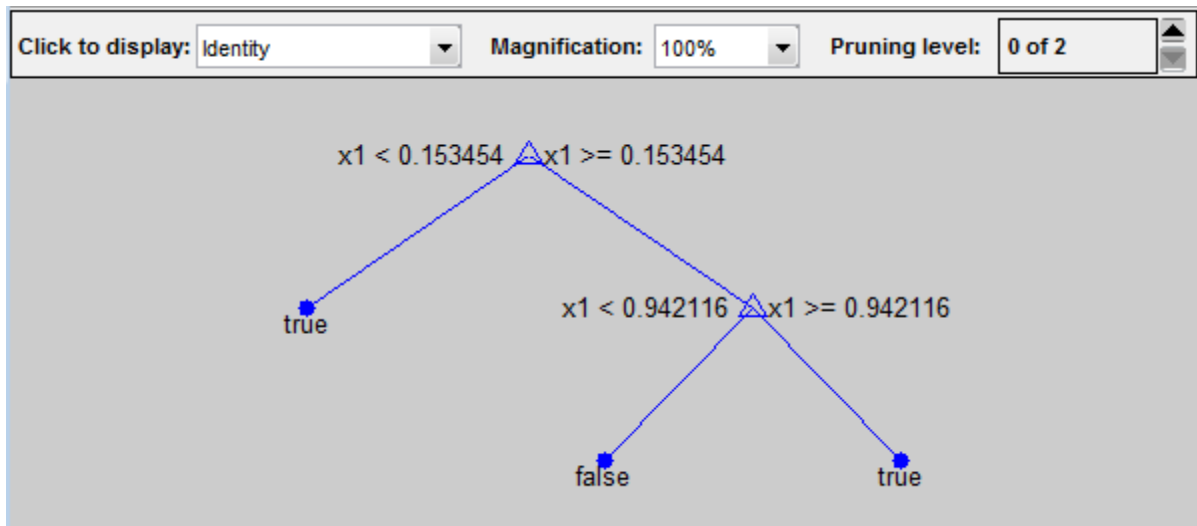 Click to display: Identity Magnification: 100% Pruning level: 0 of 2
x1 < 0.153454 x1 >= 0.153454
true
x1 < 0.942116 x1 >= 0.942116
false
true